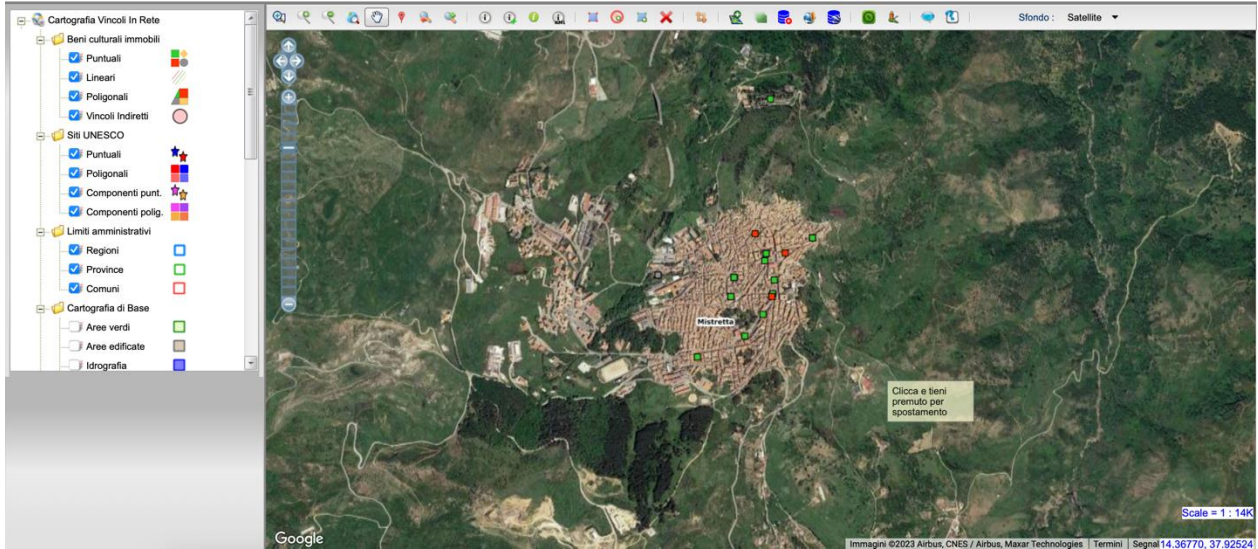 Cartografia Vincoli In Rete
Beni culturali immobili
Puntuali
Lineari
Poligonali
Vincoli Indiretti
Siti UNESCO
Puntuali
Poligonali
Componenti punt.
Componenti polig.
Limiti amministrativi
Regioni
Province
Comuni
Cartografia di Base
Aree verdi
Aree edificate
Idrografia
Sfondo : Satellite
Mistretta
Clicca e tieni
premuto per
spostamento
Scale = 1 : 14K
Google
Immagini ©2023 Airbus, CNES / Airbus, Maxar Technologies Termini Segnal 14.36770, 37.92524